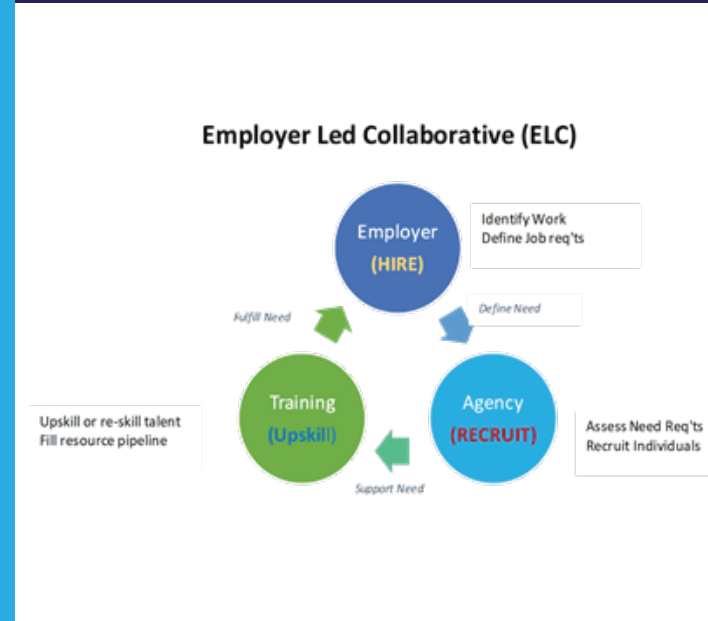 Employer Led Collaborative (ELC)
Employer
(HIRE)
Identify Work
Define Job req'ts
Fulfill Need
Define Need
Training
(Upskill)
Agency
(RECRUIT)
Upskill or re-skill talent
Fill resource pipeline
Assess Need Req'ts
Recruit Individuals
Support Need